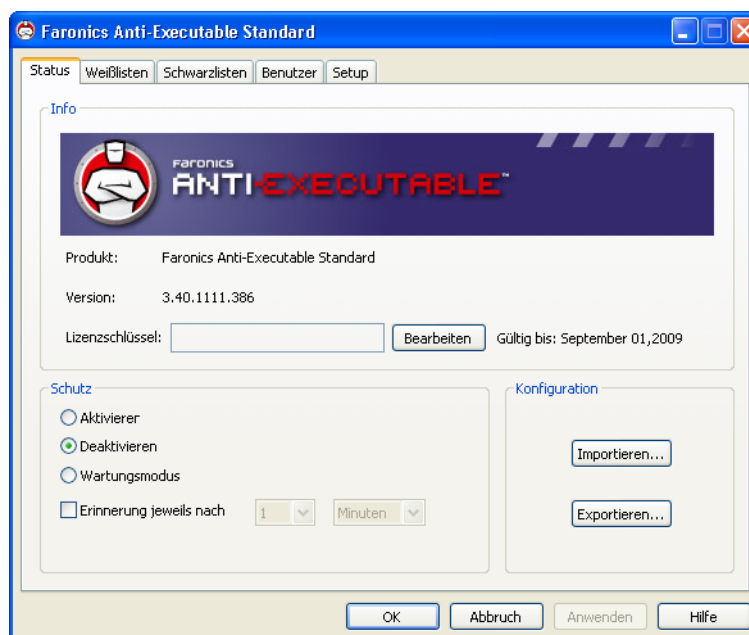 Faronics Anti-Executable Standard
Status Weißlisten Schwarzlisten Benutzer Setup
Info
FARONICS
ANTI-EXECUTABLE™
Produkt: Faronics Anti-Executable Standard
Version: 3.40.1111.386
Lizenzschlüssel: Bearbeiten Gültig bis: September 01,2009
Schutz
Aktivierer
Deaktivieren
Wartungsmodus
Erinnerung jeweils nach 1 Minuten
Konfiguration
Importieren...
Exportieren...
OK Abbruch Anwenden Hilfe